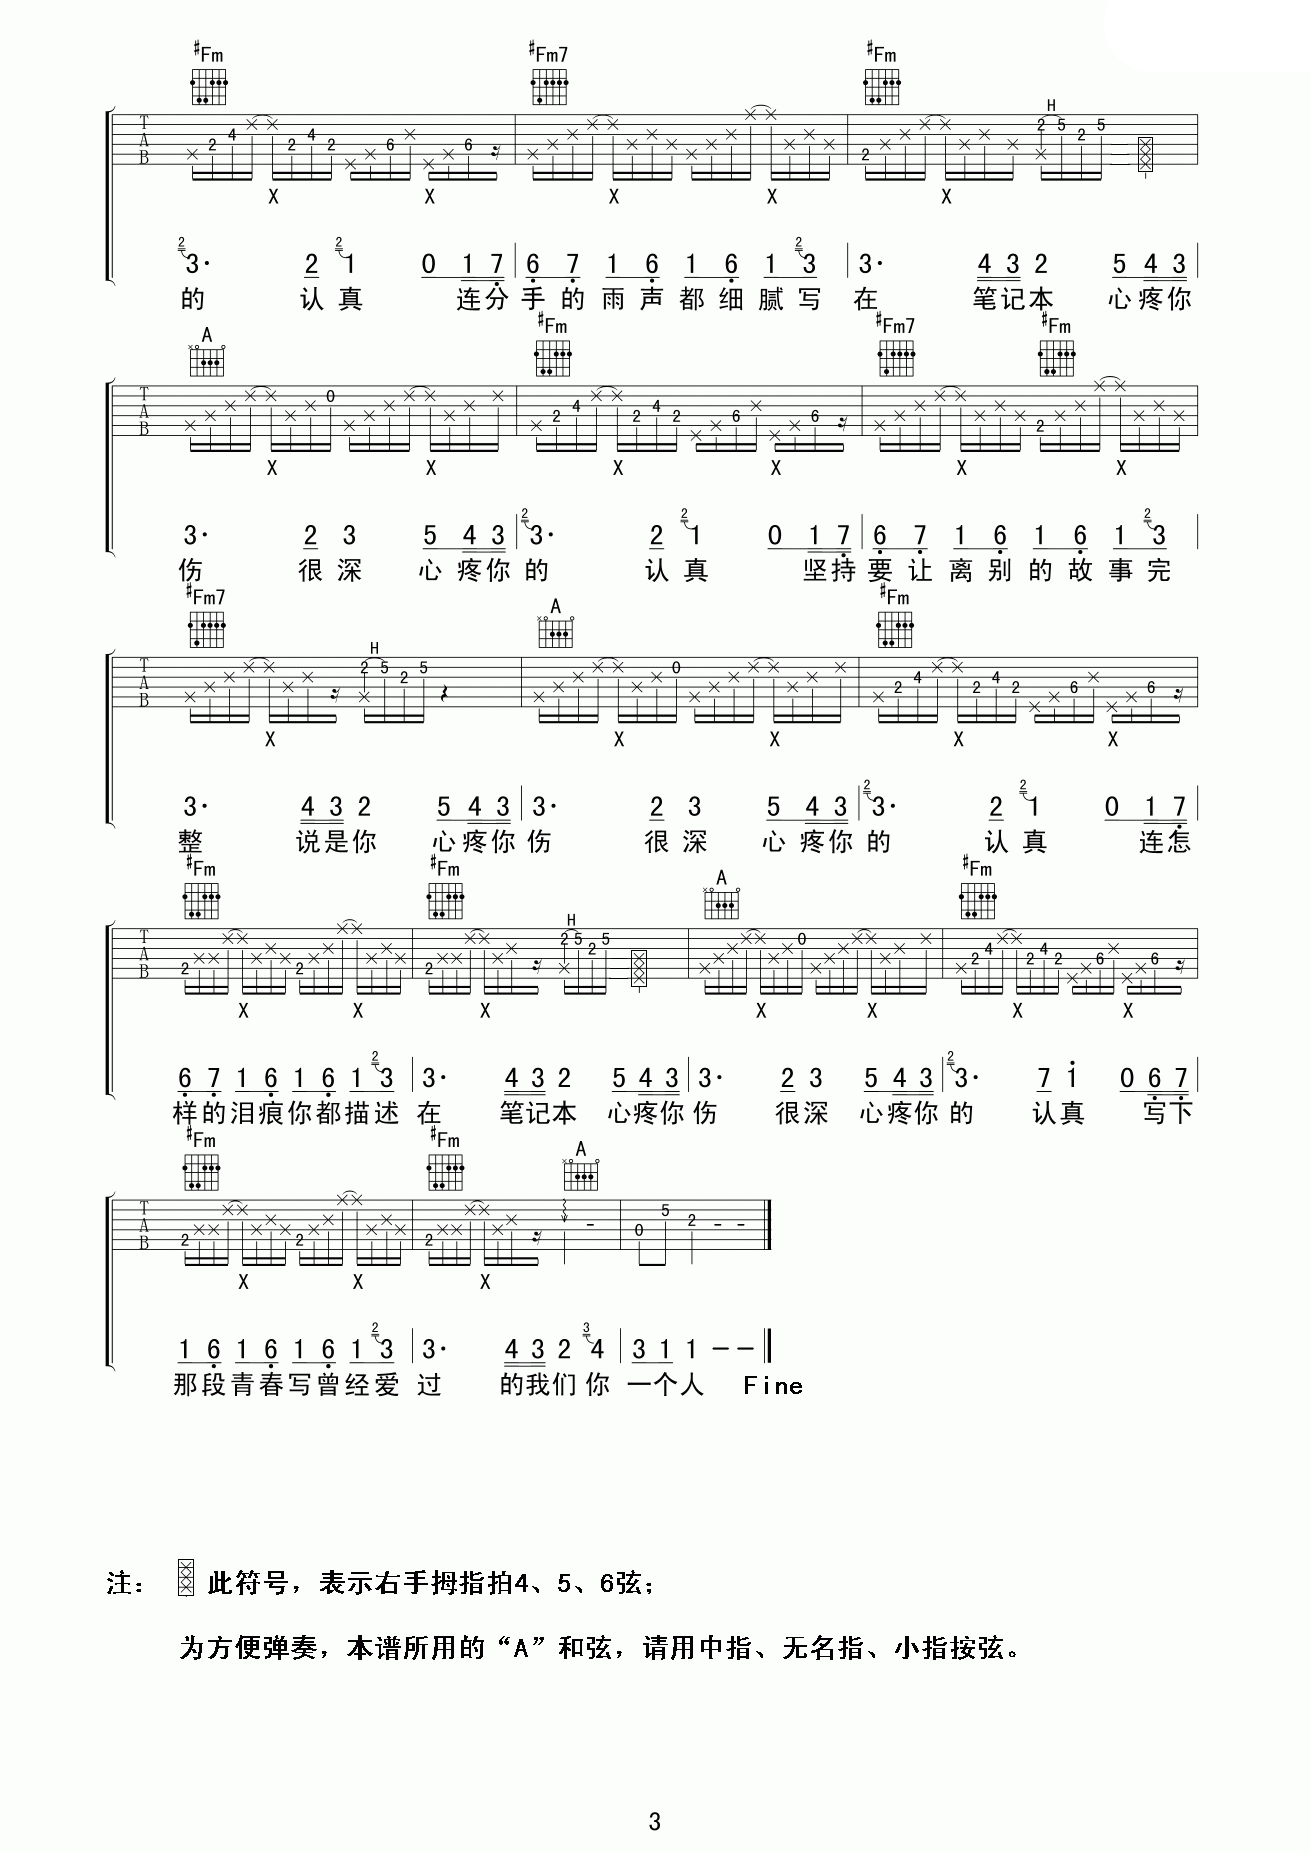 #Fm #Fm7 #Fm
H
T A B
2 4 2 4 2 6 6 2 2 5 2 5
X X X X X
2 3· 2 2 1 0 1 7 6 7 1 6 1 6 1 2 3 3· 4 3 2 5 4 3
的 认真 连分手的雨声都细腻写在 笔记本 心疼你
A #Fm #Fm7 #Fm
T A B
0 2 4 2 4 2 6 6 2
X X X X X X
3· 2 3 5 4 3 2 3· 2 2 1 0 1 7 6 7 1 6 1 6 1 2 3
伤 很深 心疼你的 认真 坚持要让离别的故事完
#Fm7 A #Fm
H
T A B
2 5 2 5 0 2 4 2 4 2 6 6
X X X X X
3· 4 3 2 5 4 3 3· 2 3 5 4 3 2 3· 2 2 1 0 1 7
整 说是你 心疼你伤 很深 心疼你的 认真 连怎
#Fm #Fm A #Fm
H
T A B
2 2 2 2 5 2 5 0 2 4 2 4 2 6 6
X X X X X X X
6 7 1 6 1 6 1 2 3 3· 4 3 2 5 4 3 3· 2 3 5 4 3 2 3· 7 1 0 6 7
样的泪痕你都描述在 笔记本 心疼你伤 很深 心疼你的 认真 写下
#Fm #Fm A
T A B
2 2 2 - 0 5 2 - -
X X X
1 6 1 6 1 6 1 2 3 3· 4 3 2 3 4 3 1 1 - -
那段青春写曾经爱过 的我们你一个人 Fine
注： 此符号，表示右手拇指拍4、5、6弦；
为方便弹奏，本谱所用的“A”和弦，请用中指、无名指、小指按弦。
3